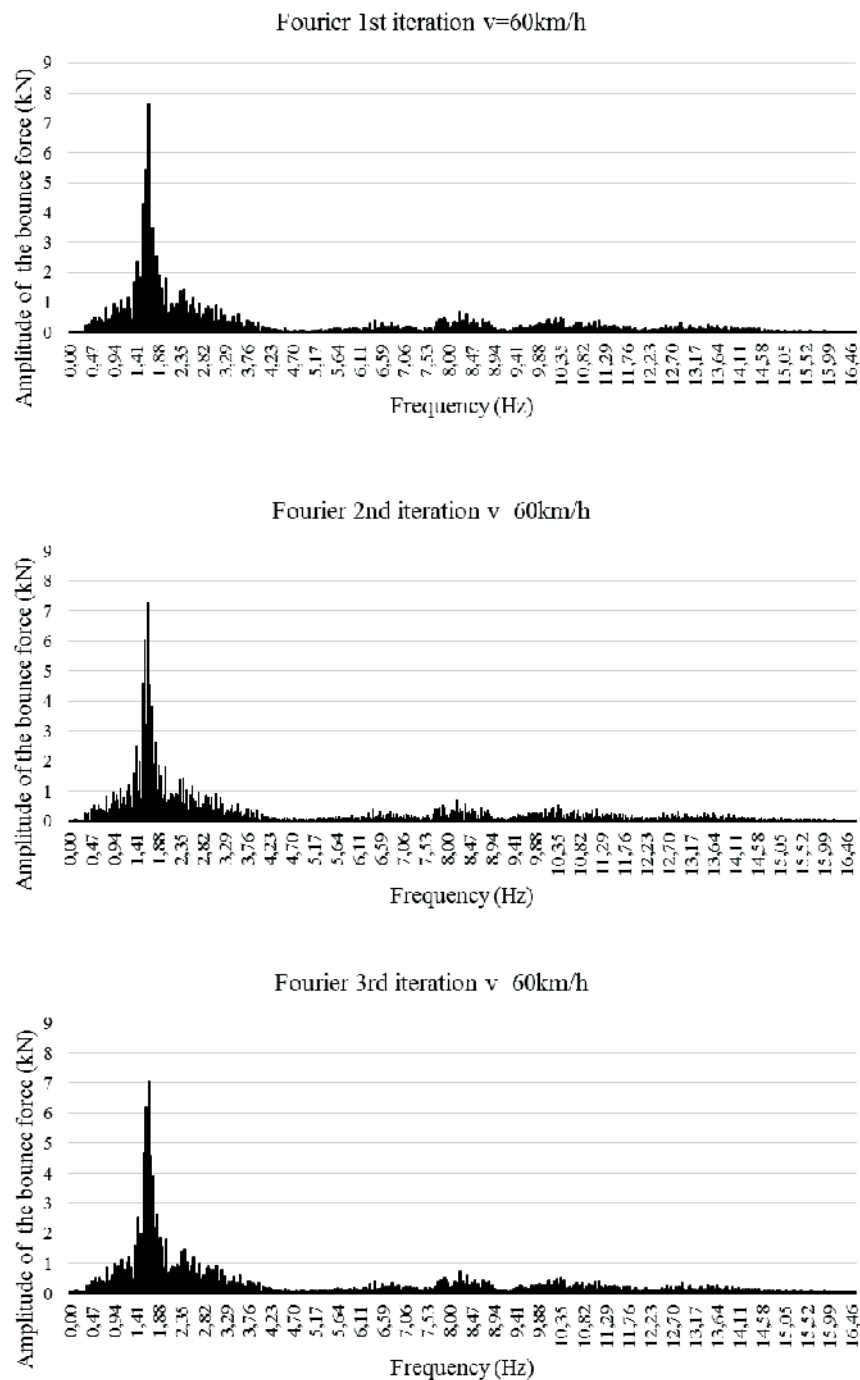 Fourier 1st iteration v=60km/h
Amplitude of the bounce force (kN)
9
8
7
6
5
4
3
2
1
0
0,00 0,47 0,94 1,41 1,88 2,35 2,82 3,29 3,76 4,23 4,70 5,17 5,64 6,11 6,59 7,06 7,53 8,00 8,47 8,94 9,41 9,88 10,35 10,82 11,29 11,76 12,23 12,70 13,17 13,64 14,11 14,58 15,05 15,52 15,99 16,46
Frequency (Hz)
Fourier 2nd iteration v 60km/h
Amplitude of the bounce force (kN)
9
8
7
6
5
4
3
2
1
0
0,00 0,47 0,94 1,41 1,88 2,35 2,82 3,29 3,76 4,23 4,70 5,17 5,64 6,11 6,59 7,06 7,53 8,00 8,47 8,94 9,41 9,88 10,35 10,82 11,29 11,76 12,23 12,70 13,17 13,64 14,11 14,58 15,05 15,52 15,99 16,46
Frequency (Hz)
Fourier 3rd iteration v 60km/h
Amplitude of the bounce force (kN)
9
8
7
6
5
4
3
2
1
0
0,00 0,47 0,94 1,41 1,88 2,35 2,82 3,29 3,76 4,23 4,70 5,17 5,64 6,11 6,59 7,06 7,53 8,00 8,47 8,94 9,41 9,88 10,35 10,82 11,29 11,76 12,23 12,70 13,17 13,64 14,11 14,58 15,05 15,52 15,99 16,46
Frequency (Hz)